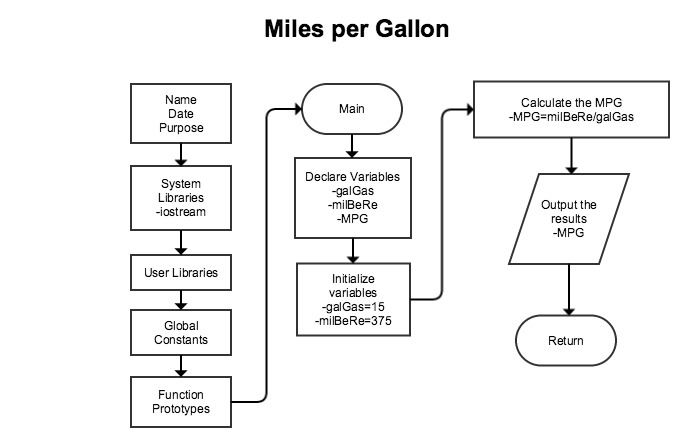 Miles per Gallon
Name
Date
Purpose
System
Libraries
-iostream
User Libraries
Global
Constants
Function
Prototypes
Main
Declare Variables
-galGas
-milBeRe
-MPG
Initialize
variables
-galGas=15
-milBeRe=375
Calculate the MPG
-MPG=milBeRe/galGas
Output the
results
-MPG
Return